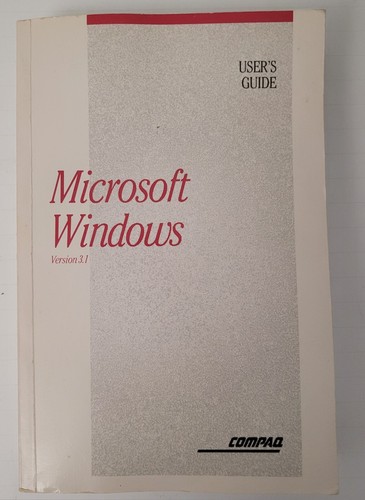 USER'S
GUIDE
Microsoft
Windows
Version 3.1
COMPAQ